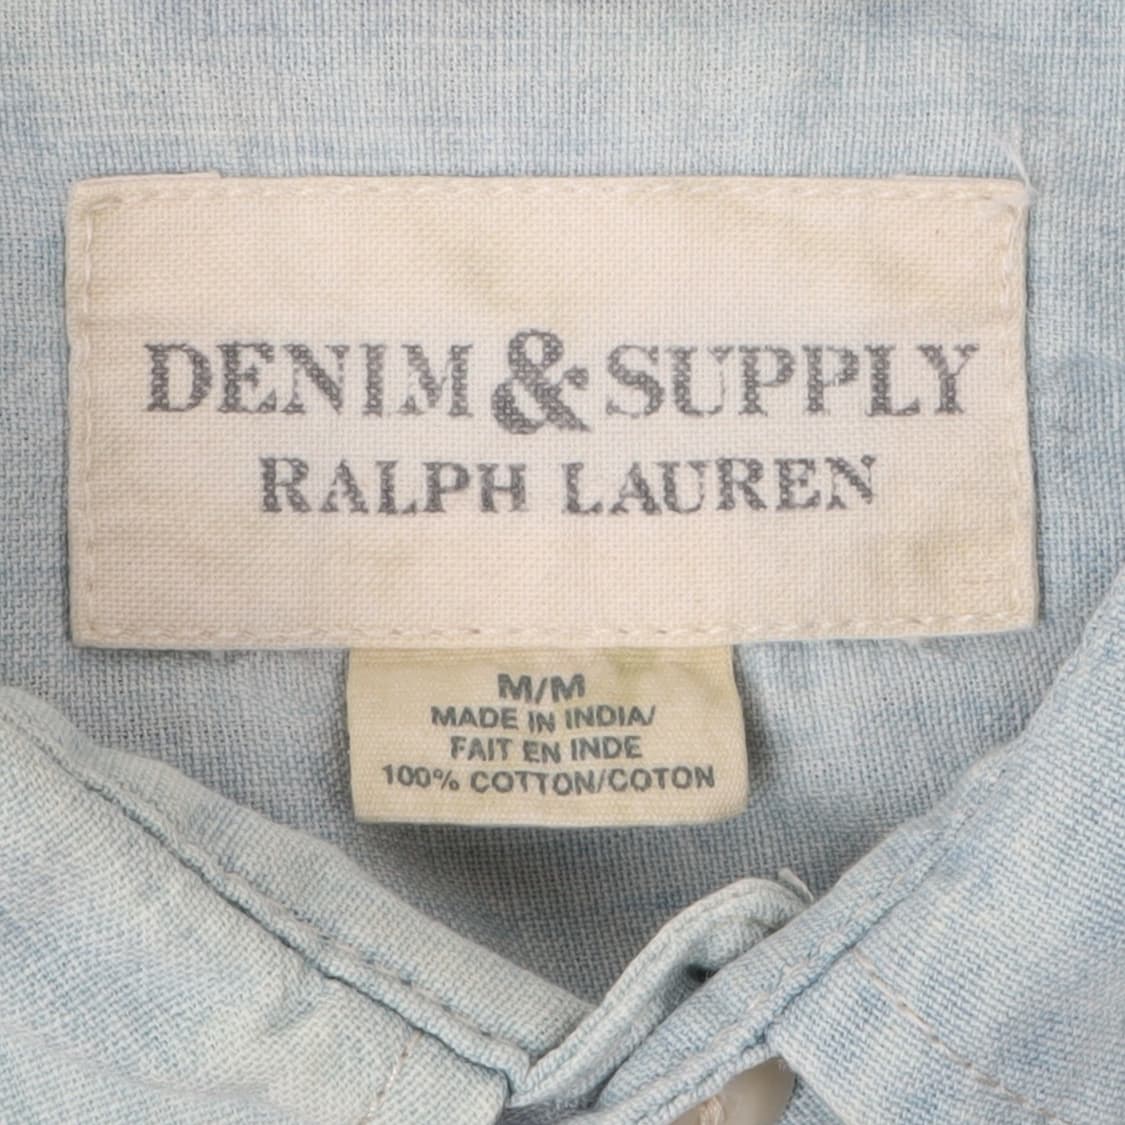 DENIM & SUPPLY
RALPH LAUREN
M/M
MADE IN INDIA/
FAIT EN INDE
100% COTTON/COTON